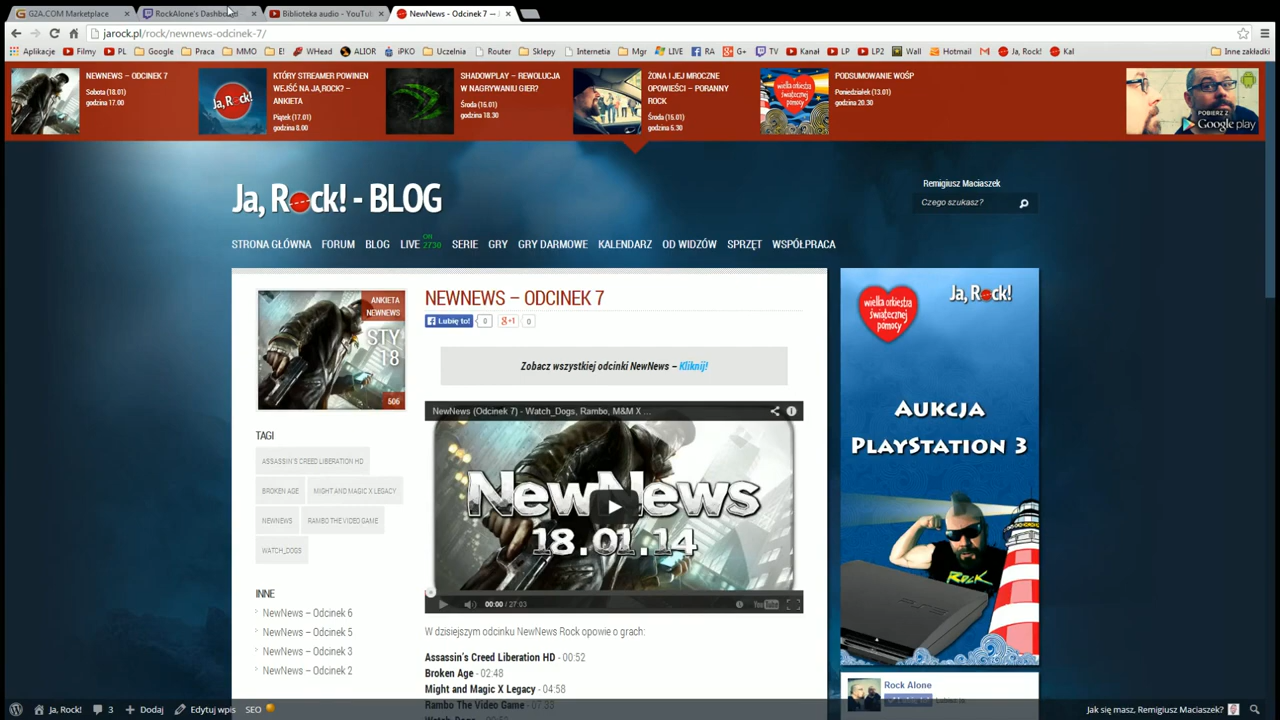 G2A.COM Marketplace
RockAlone's Dashboard
Biblioteka audio - YouTub
NewNews - Odcinek 7 —
jarock.pl/rock/newnews-odcinek-7/
Aplikacje Filmy PL Google Praca MMO E! WHead ALIOR iPKO Uczelnia Router Sklepy Internetia Mgr LIVE RA G+ TV Kanał LP LP2 Wall Hotmail Ja, Rock! Kal Inne zakładki
NEWNEWS – ODCINEK 7
Sobota (18.01)
godzina 17.00
Ja, Rock!
KTÓRY STREAMER POWINEN
WEJŚĆ NA JA,ROCK? –
ANKIETA
Piątek (17.01)
godzina 8.00
SHADOWPLAY – REWOLUCJA
W NAGRYWANIU GIER?
Środa (15.01)
godzina 18.30
ŻONA I JEJ MROCZNE
OPOWIEŚCI – PORANNY
ROCK
Środa (15.01)
godzina 5.30
wielka orkiestra
świątecznej
pomocy
PODSUMOWANIE WOŚP
Poniedziałek (13.01)
godzina 20.30
POBIERZ Z
Google play
Ja, Rock! - BLOG
Remigiusz Maciaszek
Czego szukasz?
STRONA GŁÓWNA FORUM BLOG LIVE ON 2730 SERIE GRY GRY DARMOWE KALENDARZ OD WIDZÓW SPRZĘT WSPÓŁPRACA
ANKIETA
NEWNEWS
STY
18
506
TAGI
ASSASSIN'S CREED LIBERATION HD
BROKEN AGE MIGHT AND MAGIC X LEGACY
NEWNEWS RAMBO THE VIDEO GAME
WATCH_DOGS
INNE
NewNews – Odcinek 6
NewNews – Odcinek 5
NewNews – Odcinek 3
NewNews – Odcinek 2
NEWNEWS – ODCINEK 7
Lubię to! 0 g+1 0
Zobacz wszystkiej odcinki NewNews – Kliknij!
NewNews (Odcinek 7) - Watch_Dogs, Rambo, M&M X ...
NewNews
18.01.14
00:00 / 27:03
YouTube
W dzisiejszym odcinku NewNews Rock opowie o grach:
Assassin's Creed Liberation HD - 00:52
Broken Age - 02:48
Might and Magic X Legacy - 04:58
Rambo The Video Game - 07:33
wielka orkiestra
świątecznej
pomocy
Ja, Rock!
AUKCJA
PLAYSTATION 3
ROCK
Rock Alone
Ja, Rock! 3 Dodaj Edytuj wpis SEO
Jak się masz, Remigiusz Maciaszek?